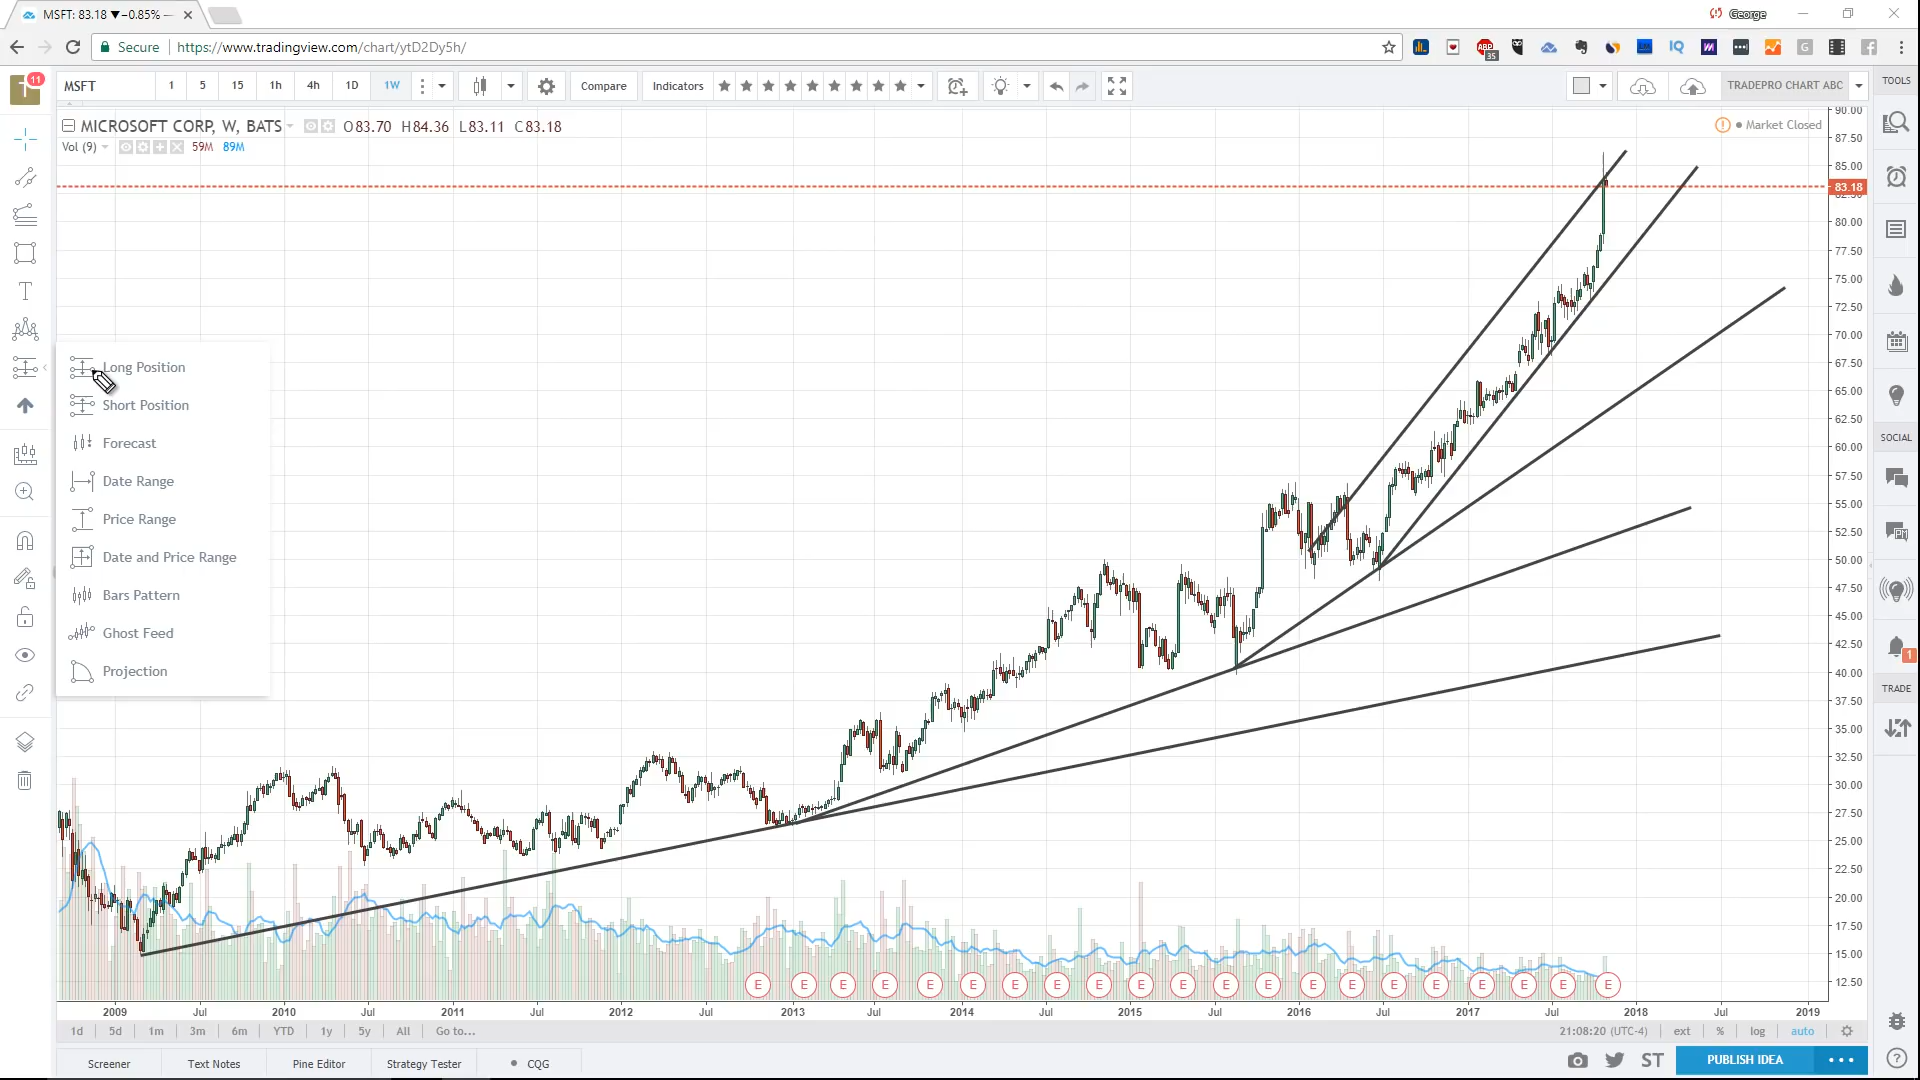 MSFT: 83.18 ▼−0.85% —
George
Secure
https://www.tradingview.com/chart/ytD2Dy5h/
ABP
35
IQ
G
T
11
MSFT
1
5
15
1h
4h
1D
1W
Compare
Indicators
TRADEPRO CHART ABC
TOOLS
MICROSOFT CORP, W, BATS
O83.70 H84.36 L83.11 C83.18
Market Closed
Vol (9)
59M 89M
Long Position
Short Position
Forecast
Date Range
Price Range
Date and Price Range
Bars Pattern
Ghost Feed
Projection
90.00
87.50
85.00
83.18
82.50
80.00
77.50
75.00
72.50
70.00
67.50
65.00
62.50
60.00
57.50
55.00
52.50
50.00
47.50
45.00
42.50
40.00
37.50
35.00
32.50
30.00
27.50
25.00
22.50
20.00
17.50
15.00
12.50
SOCIAL
1
TRADE
E E E E E E E E E E E E E E E E E E E E E
2009 Jul 2010 Jul 2011 Jul 2012 Jul 2013 Jul 2014 Jul 2015 Jul 2016 Jul 2017 Jul 2018 Jul 2019
1d 5d 1m 3m 6m YTD 1y 5y All Go to...
21:08:20 (UTC-4) ext % log auto
Screener Text Notes Pine Editor Strategy Tester CQG
ST
PUBLISH IDEA